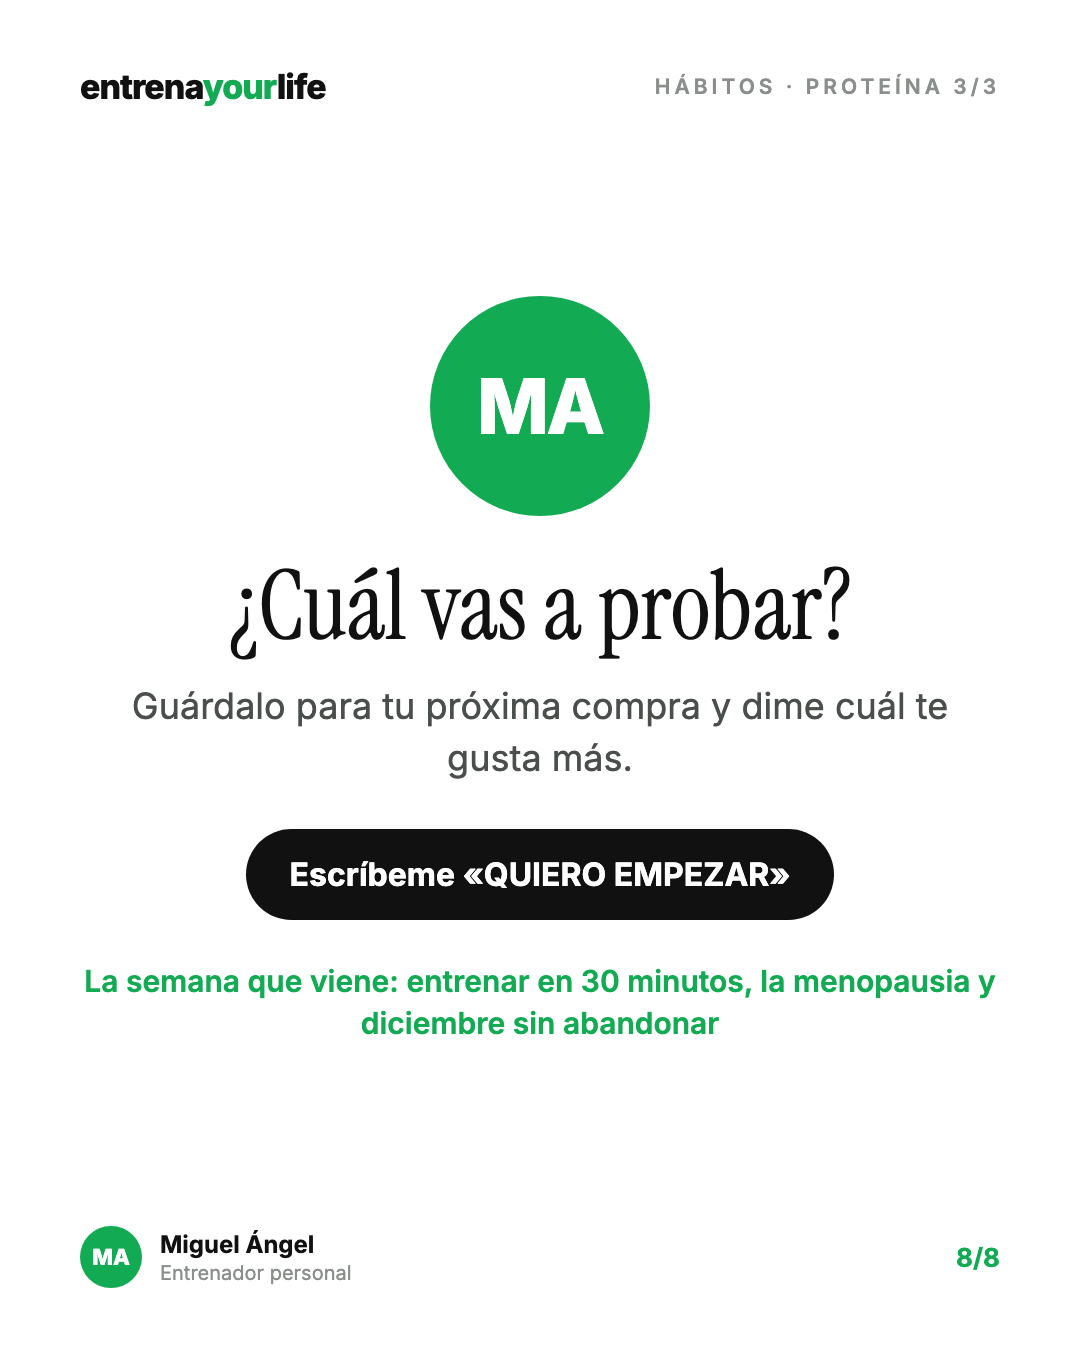 entrenayourlife
HÁBITOS · PROTEÍNA 3/3
MA
¿Cuál vas a probar?
Guárdalo para tu próxima compra y dime cuál te
gusta más.
Escríbeme «QUIERO EMPEZAR»
La semana que viene: entrenar en 30 minutos, la menopausia y
diciembre sin abandonar
MA
Miguel Ángel
Entrenador personal
8/8